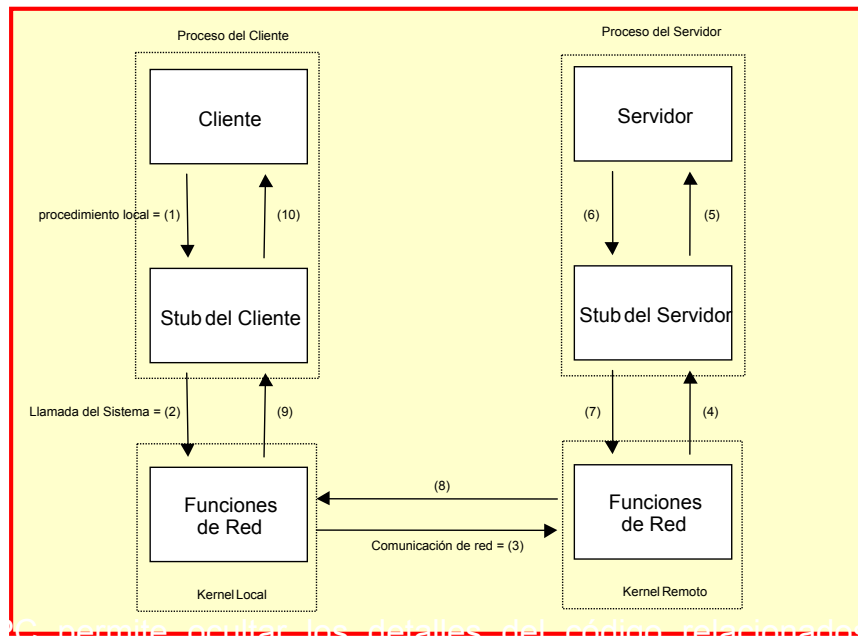 Proceso del Cliente
Proceso del Servidor
Cliente
Servidor
procedimiento local = (1)
(10)
(6)
(5)
Stub del Cliente
Stub del Servidor
Llamada del Sistema = (2)
(9)
(7)
(4)
Funciones
de Red
(8)
Comunicación de red = (3)
Funciones
de Red
Kernel Local
Kernel Remoto
permite ocultar los detalles del código relacionados